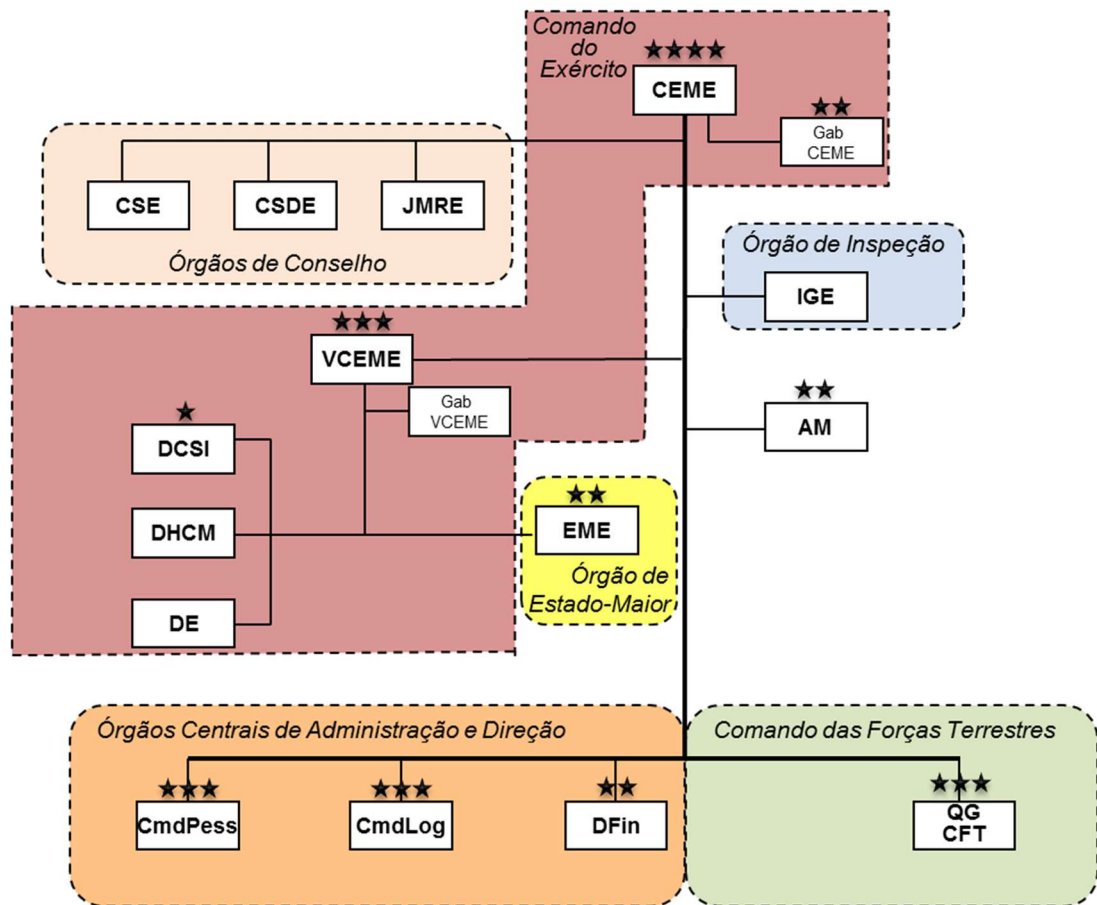 Comando
do
Exército
CEME
Gab
CEME
CSE
CSDE
JMRE
Órgãos de Conselho
Órgão de Inspeção
IGE
VCEME
Gab
VCEME
AM
DCSI
DHCM
DE
EME
Órgão de
Estado-Maior
Órgãos Centrais de Administração e Direção
Comando das Forças Terrestres
CmdPess
CmdLog
DFin
QG
CFT